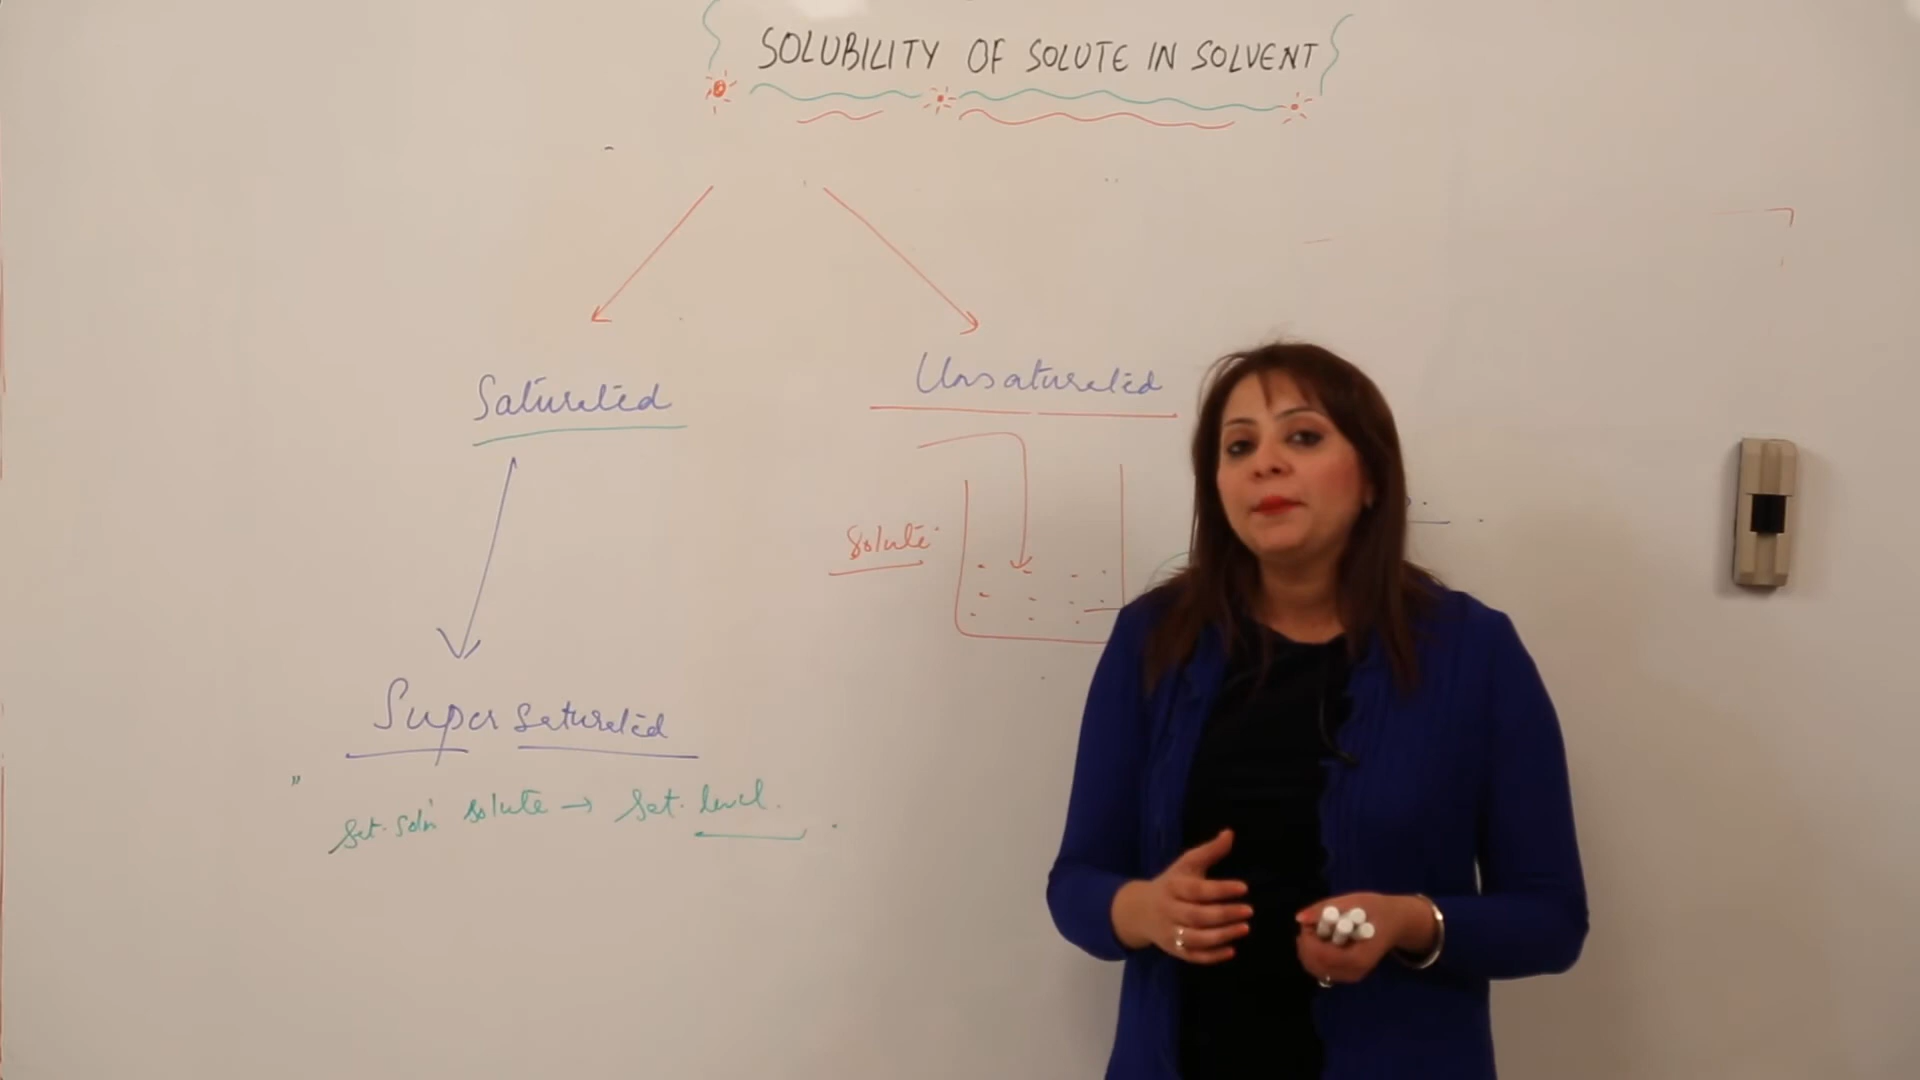 SOLUBILITY OF SOLUTE IN SOLVENT
Saturated
Unsaturated
Solute
Super saturated
Sat. soln solute → Sat. level.